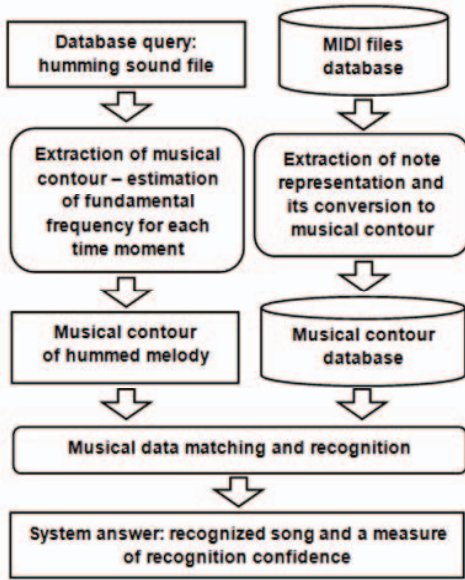 Database query:
humming sound file
MIDI files
database
Extraction of musical
contour – estimation
of fundamental
frequency for each
time moment
Extraction of note
representation and
its conversion to
musical contour
Musical contour
of hummed melody
Musical contour
database
Musical data matching and recognition
System answer: recognized song and a measure
of recognition confidence